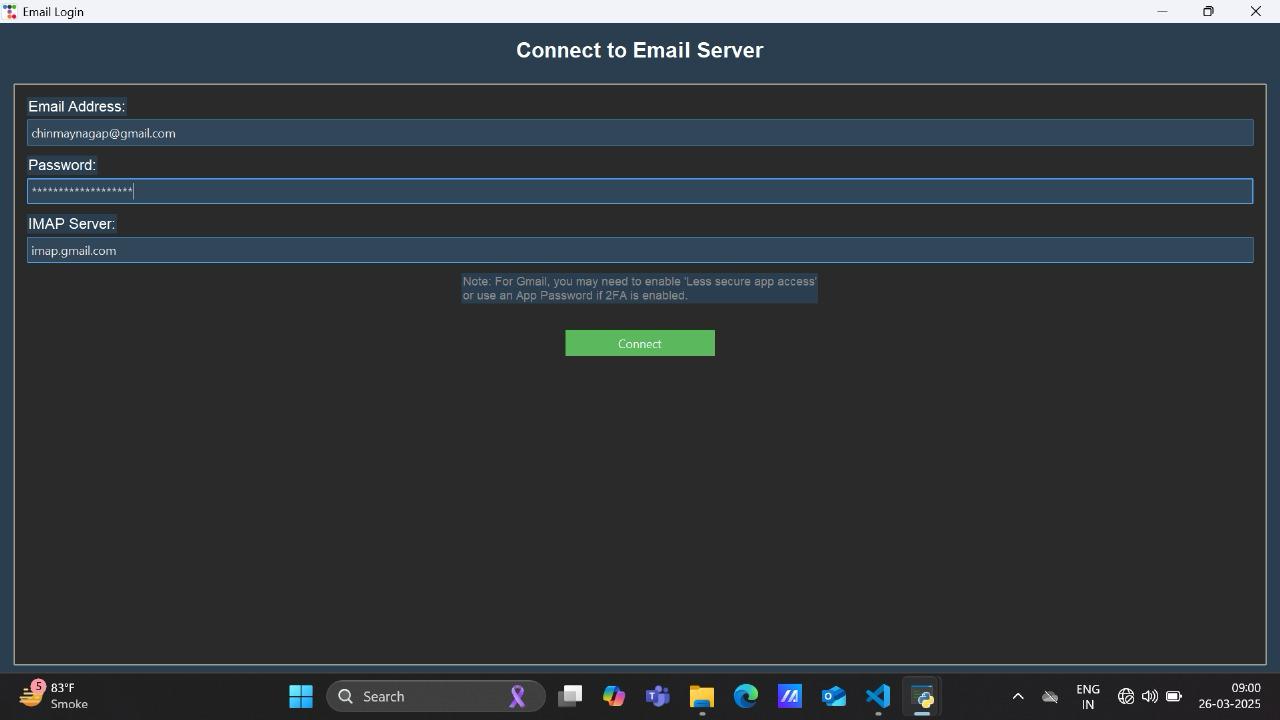 Email Login
Connect to Email Server
Email Address:
chinmaynagap@gmail.com
Password:
*******************
IMAP Server:
imap.gmail.com
Note: For Gmail, you may need to enable 'Less secure app access'
or use an App Password if 2FA is enabled.
Connect
5
83°F
Smoke
Search
ENG
IN
09:00
26-03-2025